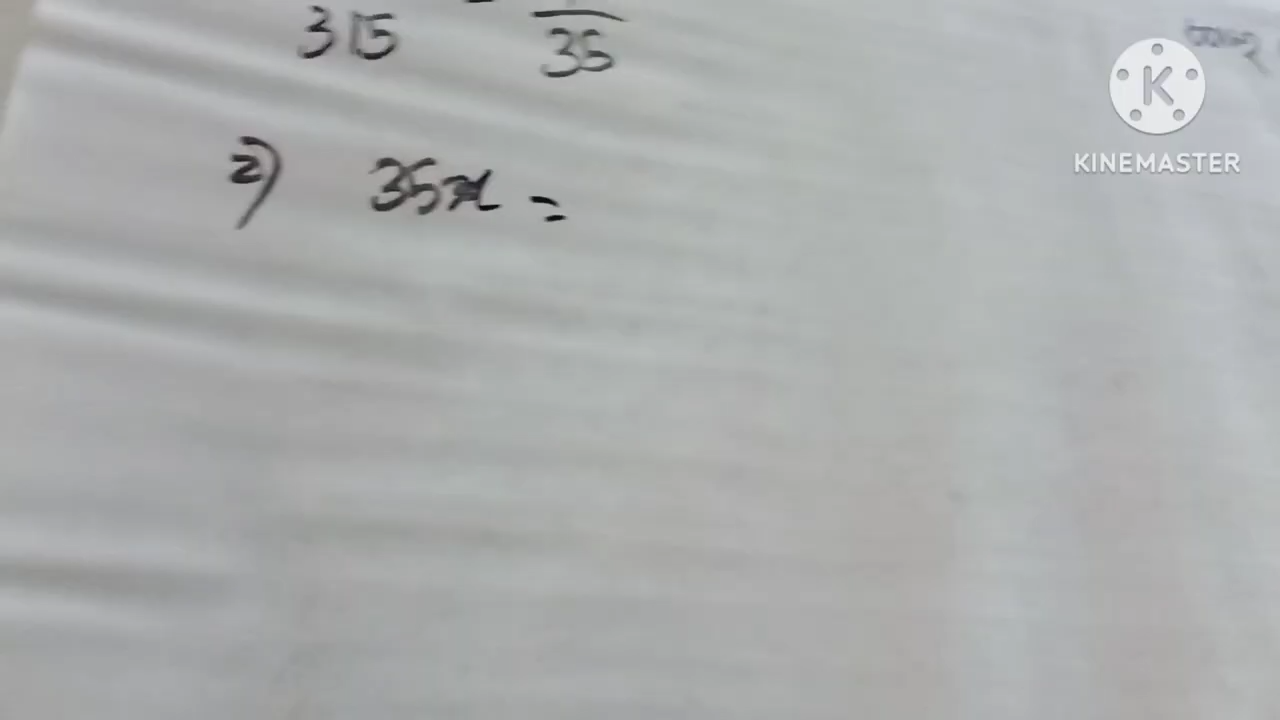 315 = 35
2) 35x =
K
KINEMASTER